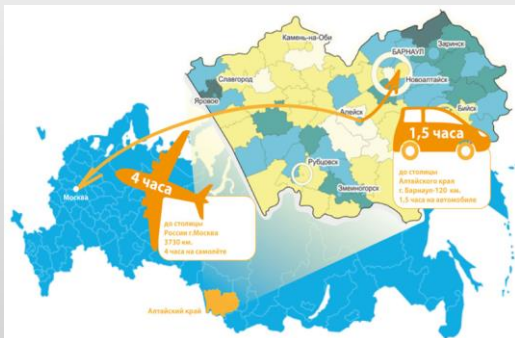 Камень-на-Оби
БАРНАУЛ
Заринск
Славгород
Новоалтайск
Яровое
Алейск
Бийск
1,5 часа
Рубцовск
Змеиногорск
до столицы
Алтайского края
г. Барнаул 120 км.
1,5 часа на автомобиле
4 часа
Москва
до столицы
России г.Москва
3730 км.
4 часа на самолёте
Алтайский край